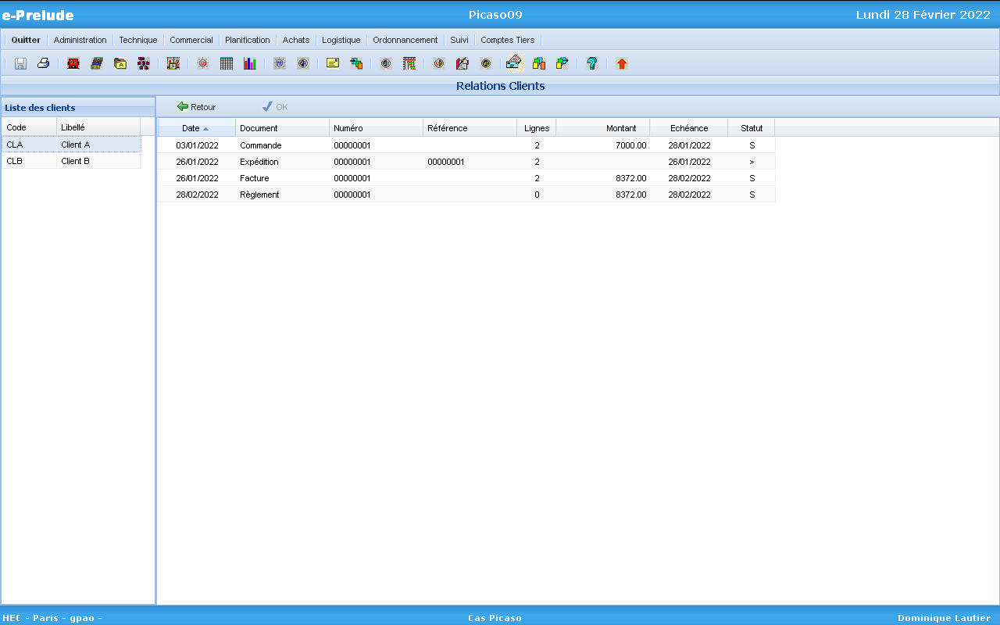 e-Prelude Picaso09 Lundi 28 Février 2022
Quitter Administration Technique Commercial Planification Achats Logistique Ordonnancement Suivi Comptes Tiers
Relations Clients
Liste des clients Retour OK
Code Libellé Date Document Numéro Référence Lignes Montant Echéance Statut
CLA Client A 03/01/2022 Commande 00000001 2 7000.00 28/01/2022 S
CLB Client B 26/01/2022 Expédition 00000001 00000001 2 26/01/2022 >
26/01/2022 Facture 00000001 2 8372.00 28/02/2022 S
28/02/2022 Règlement 00000001 0 8372.00 28/02/2022 S
HEC - Paris - gpao - Cas Picaso Dominique Lautier